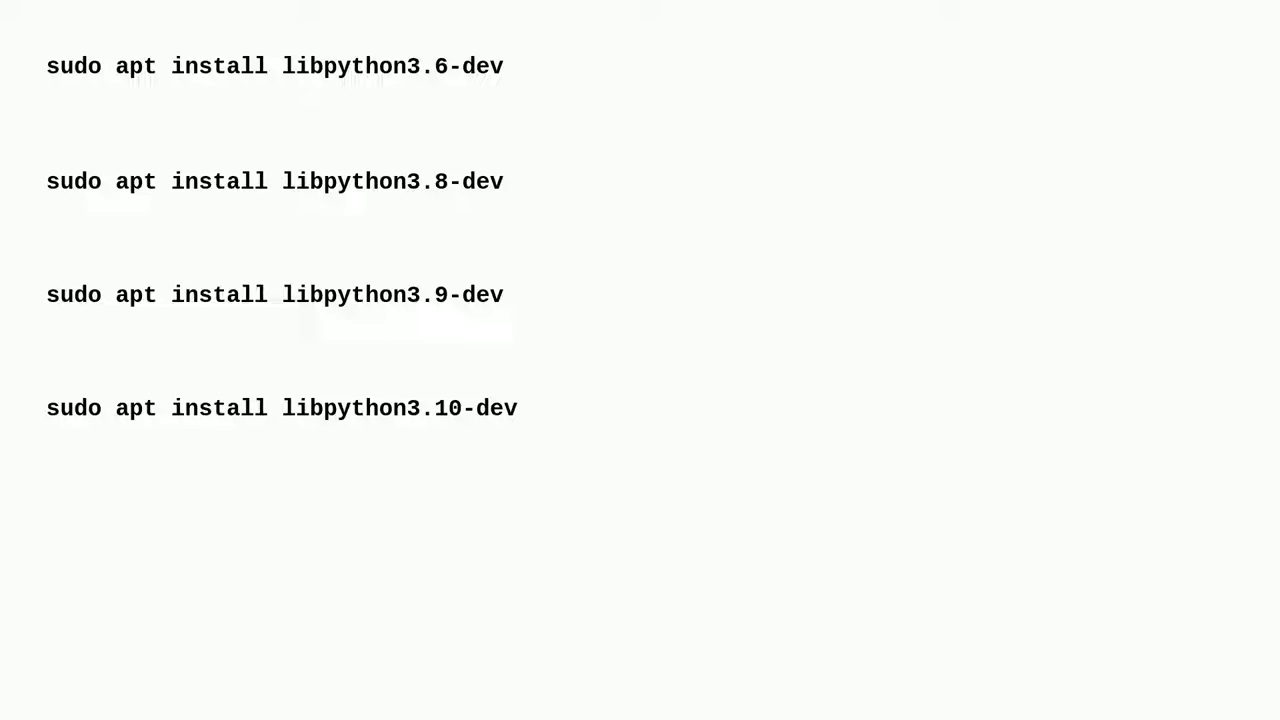 sudo apt install libpython3.6-dev
sudo apt install libpython3.8-dev
sudo apt install libpython3.9-dev
sudo apt install libpython3.10-dev